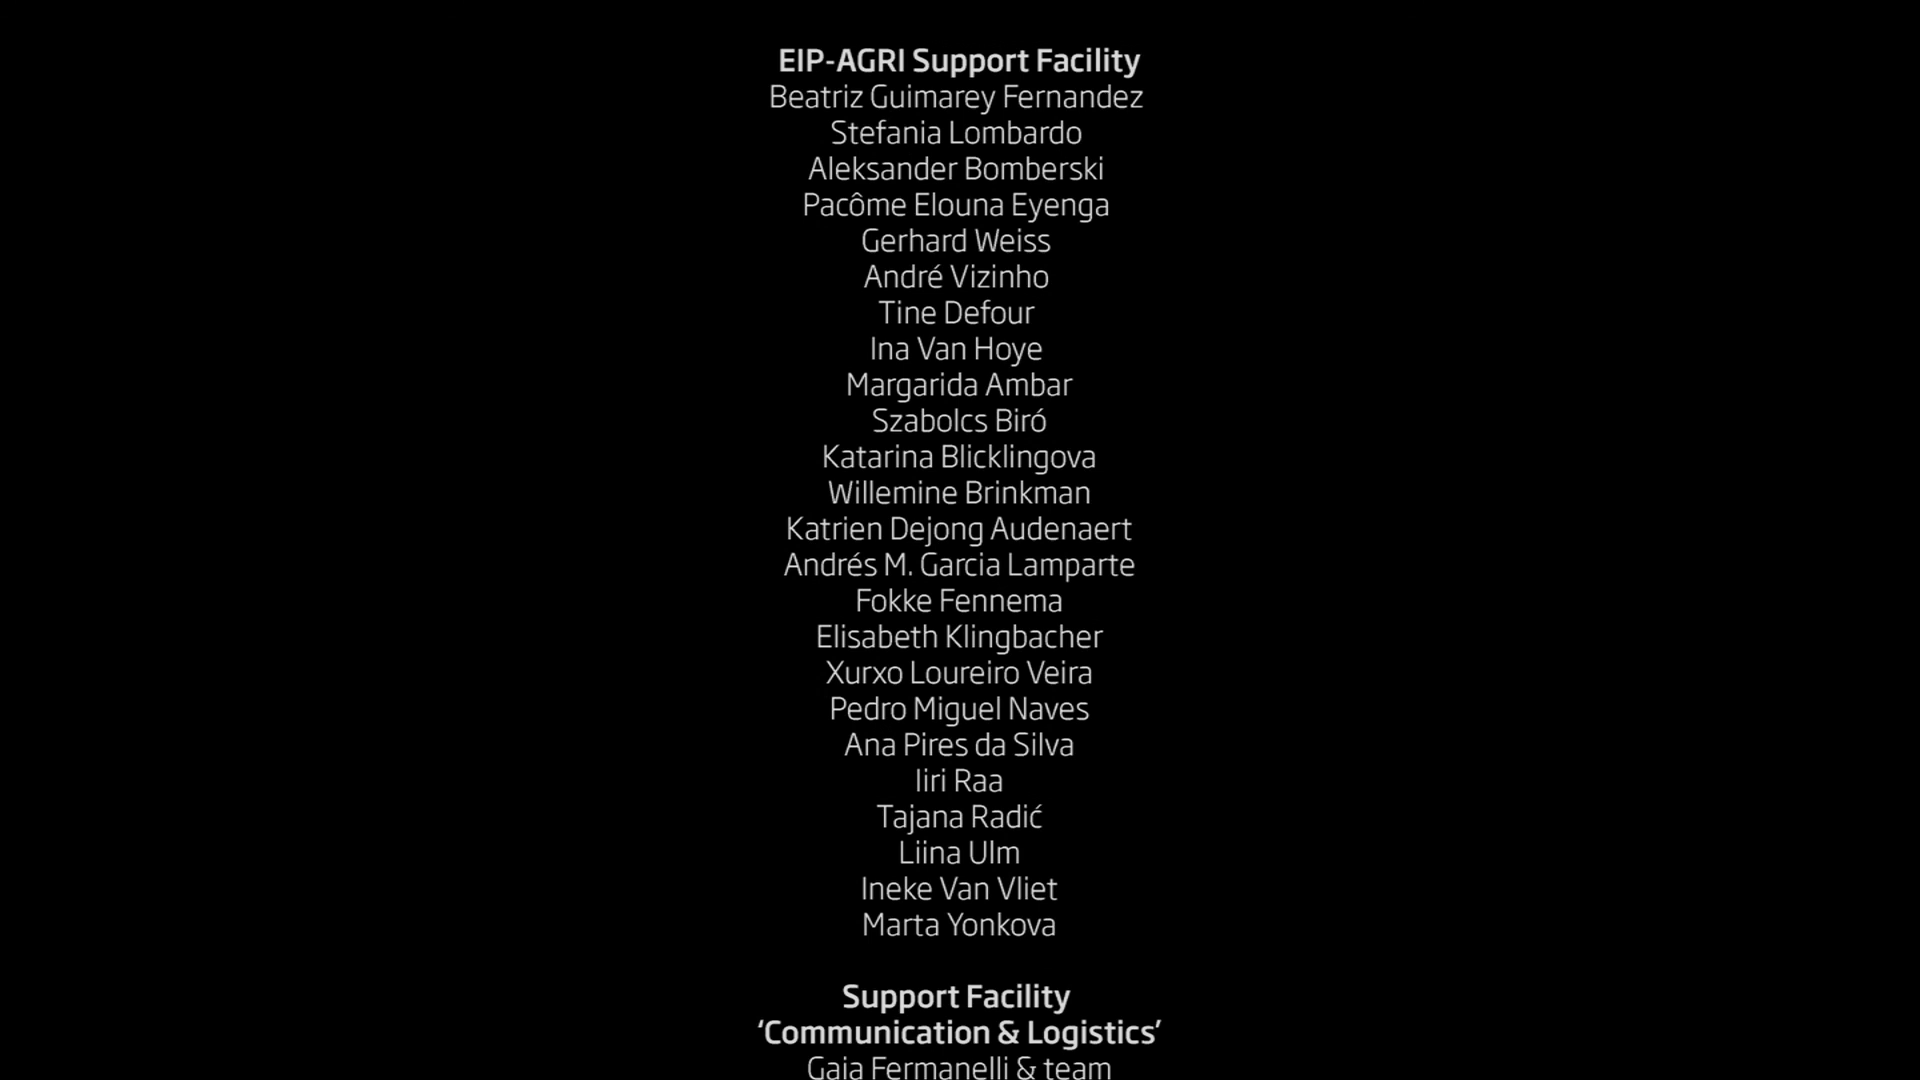 EIP-AGRI Support Facility
Beatriz Guimarey Fernandez
Stefania Lombardo
Aleksander Bomberski
Pacôme Elouna Eyenga
Gerhard Weiss
André Vizinho
Tine Defour
Ina Van Hoye
Margarida Ambar
Szabolcs Biró
Katarina Blicklingova
Willemine Brinkman
Katrien Dejong Audenaert
Andrés M. Garcia Lamparte
Fokke Fennema
Elisabeth Klingbacher
Xurxo Loureiro Veira
Pedro Miguel Naves
Ana Pires da Silva
Iiri Raa
Tajana Radić
Liina Ulm
Ineke Van Vliet
Marta Yonkova
Support Facility
‘Communication & Logistics’
Gaia Fermanelli & team